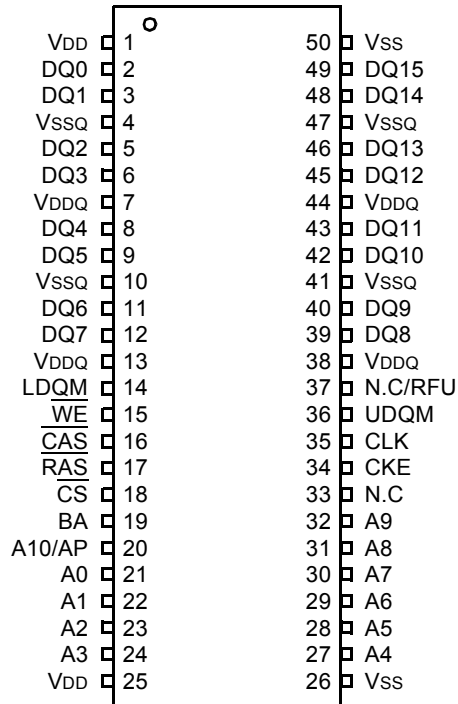 VDD 1 50 VSS
DQ0 2 49 DQ15
DQ1 3 48 DQ14
VSSQ 4 47 VSSQ
DQ2 5 46 DQ13
DQ3 6 45 DQ12
VDDQ 7 44 VDDQ
DQ4 8 43 DQ11
DQ5 9 42 DQ10
VSSQ 10 41 VSSQ
DQ6 11 40 DQ9
DQ7 12 39 DQ8
VDDQ 13 38 VDDQ
LDQM 14 37 N.C/RFU
W̅E̅ 15 36 UDQM
C̅A̅S̅ 16 35 CLK
R̅A̅S̅ 17 34 CKE
C̅S̅ 18 33 N.C
BA 19 32 A9
A10/AP 20 31 A8
A0 21 30 A7
A1 22 29 A6
A2 23 28 A5
A3 24 27 A4
VDD 25 26 VSS